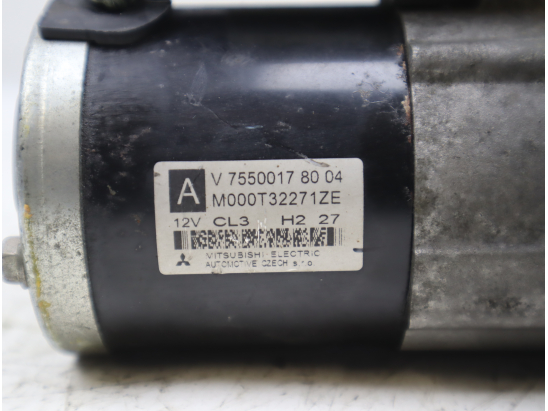 A V 7550017 80 04
M000T32271ZE
12V CL3 H2 27
MITSUBISHI ELECTRIC
AUTOMOTIVE CZECH s.r.o.